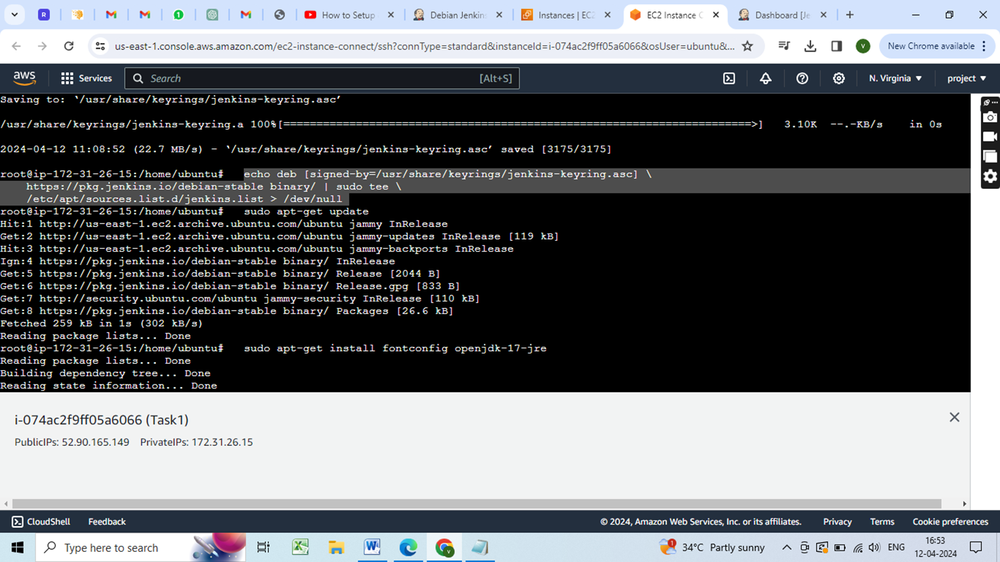 How to Setup
Debian Jenkins
Instances | EC2
EC2 Instance C
Dashboard [Je
us-east-1.console.aws.amazon.com/ec2-instance-connect/ssh?connType=standard&instanceId=i-074ac2f9ff05a6066&osUser=ubuntu&...
New Chrome available
aws
Services
Search
[Alt+S]
N. Virginia
project
Saving to: ‘/usr/share/keyrings/jenkins-keyring.asc’
/usr/share/keyrings/jenkins-keyring.a 100%[=======================================================================>] 3.10K --.-KB/s in 0s
2024-04-12 11:08:52 (22.7 MB/s) - ‘/usr/share/keyrings/jenkins-keyring.asc’ saved [3175/3175]
root@ip-172-31-26-15:/home/ubuntu# echo deb [signed-by=/usr/share/keyrings/jenkins-keyring.asc] \
https://pkg.jenkins.io/debian-stable binary/ | sudo tee \
/etc/apt/sources.list.d/jenkins.list > /dev/null
root@ip-172-31-26-15:/home/ubuntu# sudo apt-get update
Hit:1 http://us-east-1.ec2.archive.ubuntu.com/ubuntu jammy InRelease
Get:2 http://us-east-1.ec2.archive.ubuntu.com/ubuntu jammy-updates InRelease [119 kB]
Hit:3 http://us-east-1.ec2.archive.ubuntu.com/ubuntu jammy-backports InRelease
Ign:4 https://pkg.jenkins.io/debian-stable binary/ InRelease
Get:5 https://pkg.jenkins.io/debian-stable binary/ Release [2044 B]
Get:6 https://pkg.jenkins.io/debian-stable binary/ Release.gpg [833 B]
Get:7 http://security.ubuntu.com/ubuntu jammy-security InRelease [110 kB]
Get:8 https://pkg.jenkins.io/debian-stable binary/ Packages [26.6 kB]
Fetched 259 kB in 1s (302 kB/s)
Reading package lists... Done
root@ip-172-31-26-15:/home/ubuntu# sudo apt-get install fontconfig openjdk-17-jre
Reading package lists... Done
Building dependency tree... Done
Reading state information... Done
i-074ac2f9ff05a6066 (Task1)
PublicIPs: 52.90.165.149 PrivateIPs: 172.31.26.15
CloudShell
Feedback
© 2024, Amazon Web Services, Inc. or its affiliates.
Privacy
Terms
Cookie preferences
Type here to search
34°C Partly sunny
ENG
16:53
12-04-2024